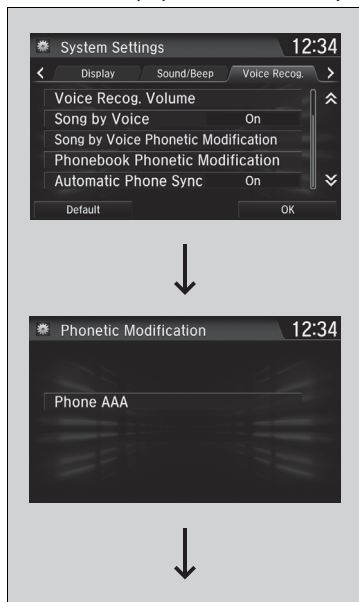 System Settings 12:34
Display Sound/Beep Voice Recog.
Voice Recog. Volume
Song by Voice On
Song by Voice Phonetic Modification
Phonebook Phonetic Modification
Automatic Phone Sync On
Default OK
Phonetic Modification 12:34
Phone AAA